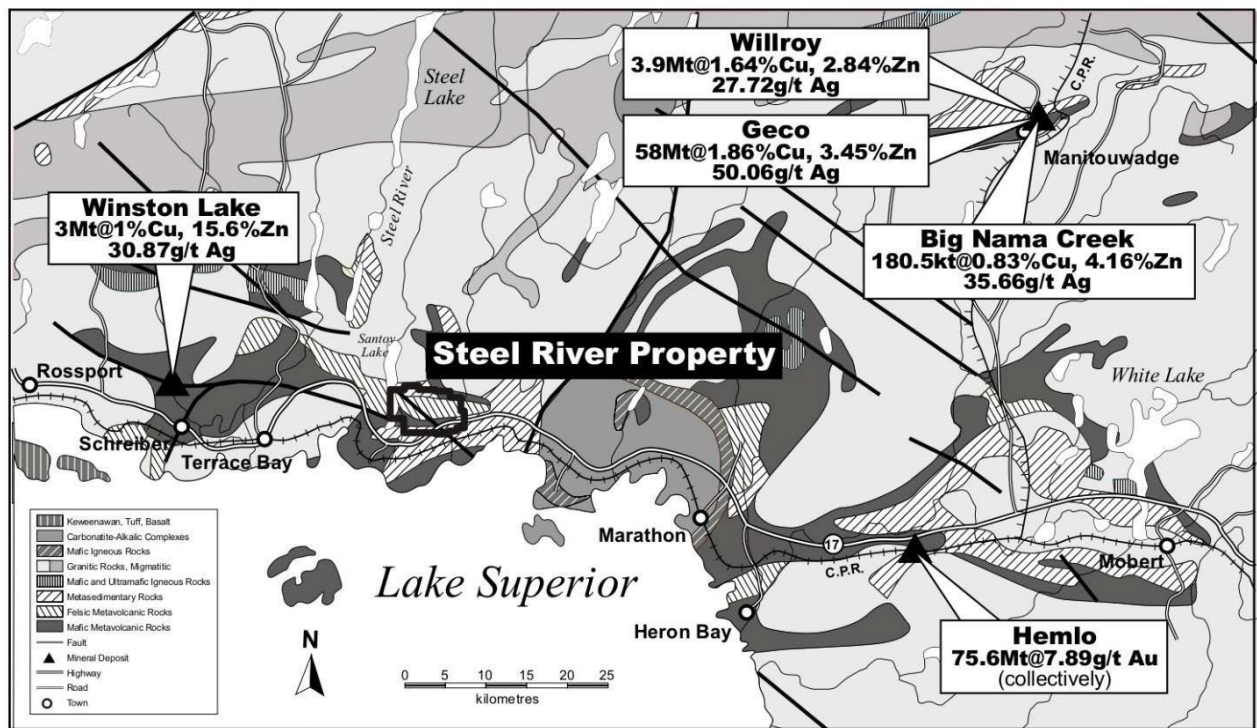 Willroy
3.9Mt@1.64%Cu, 2.84%Zn
27.72g/t Ag
C.P.R.
Steel
Lake
Geco
58Mt@1.86%Cu, 3.45%Zn
50.06g/t Ag
Manitouwadge
Steel River
Winston Lake
3Mt@1%Cu, 15.6%Zn
30.87g/t Ag
Big Nama Creek
180.5kt@0.83%Cu, 4.16%Zn
35.66g/t Ag
Santoy
Lake
Steel River Property
Rossport
White Lake
Schreiber
Terrace Bay
Marathon
17
C.P.R.
Mobert
Lake Superior
Heron Bay
Hemlo
75.6Mt@7.89g/t Au
(collectively)
Keweenawan, Tuff, Basalt
Carbonatite-Alkalic Complexes
Mafic Igneous Rocks
Granitic Rocks, Migmatitic
Mafic and Ultramafic Igneous Rocks
Metasedimentary Rocks
Felsic Metavolcanic Rocks
Mafic Metavolcanic Rocks
Fault
Mineral Deposit
Highway
Road
Town
N
0 5 10 15 20 25
kilometres